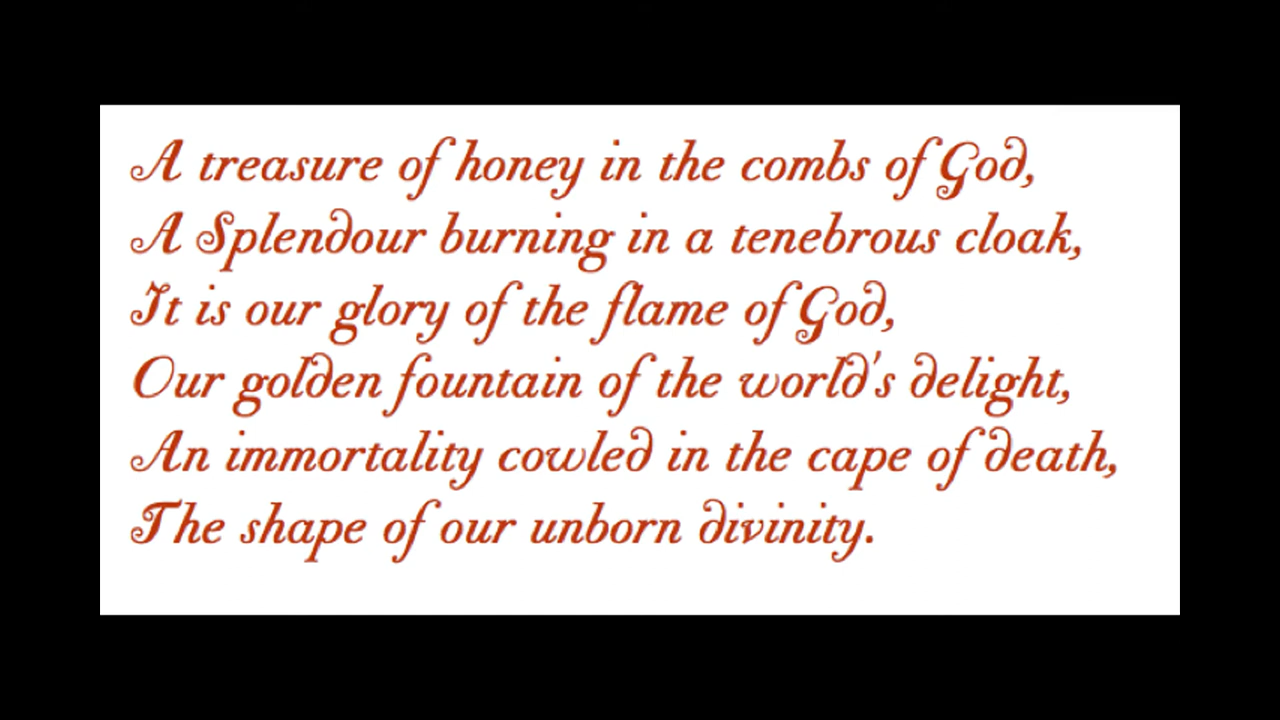 A treasure of honey in the combs of God,
A Splendour burning in a tenebrous cloak,
It is our glory of the flame of God,
Our golden fountain of the world's delight,
An immortality cowled in the cape of death,
The shape of our unborn divinity.